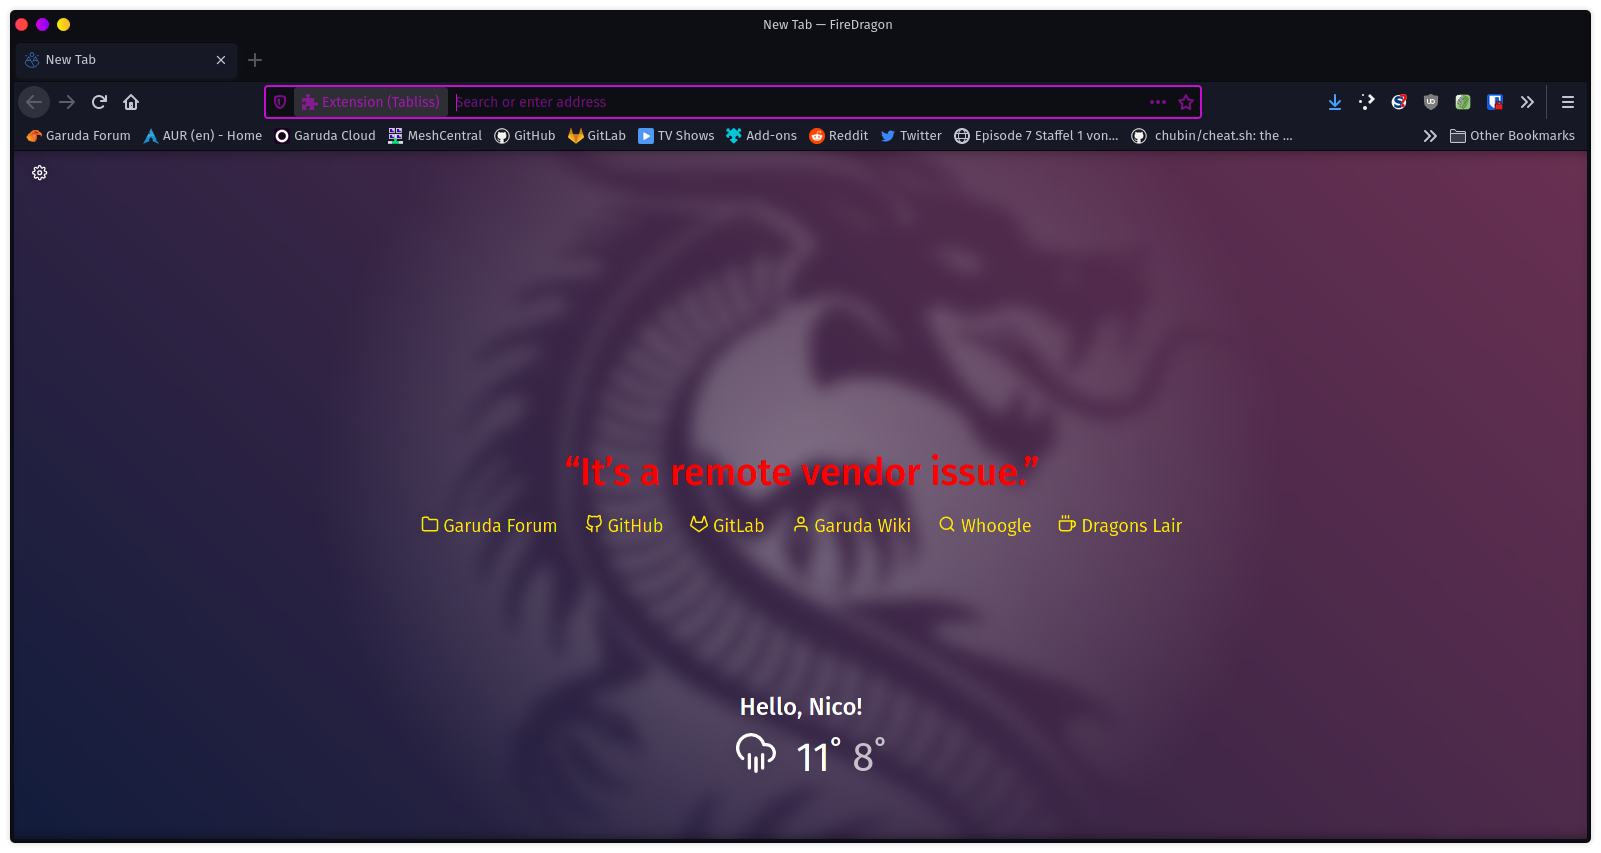 New Tab — FireDragon
New Tab
Extension (Tabliss) Search or enter address
Garuda Forum AUR (en) - Home Garuda Cloud MeshCentral GitHub GitLab TV Shows Add-ons Reddit Twitter Episode 7 Staffel 1 von... chubin/cheat.sh: the ... Other Bookmarks
“It’s a remote vendor issue.”
Garuda Forum GitHub GitLab Garuda Wiki Whoogle Dragons Lair
Hello, Nico!
11° 8°